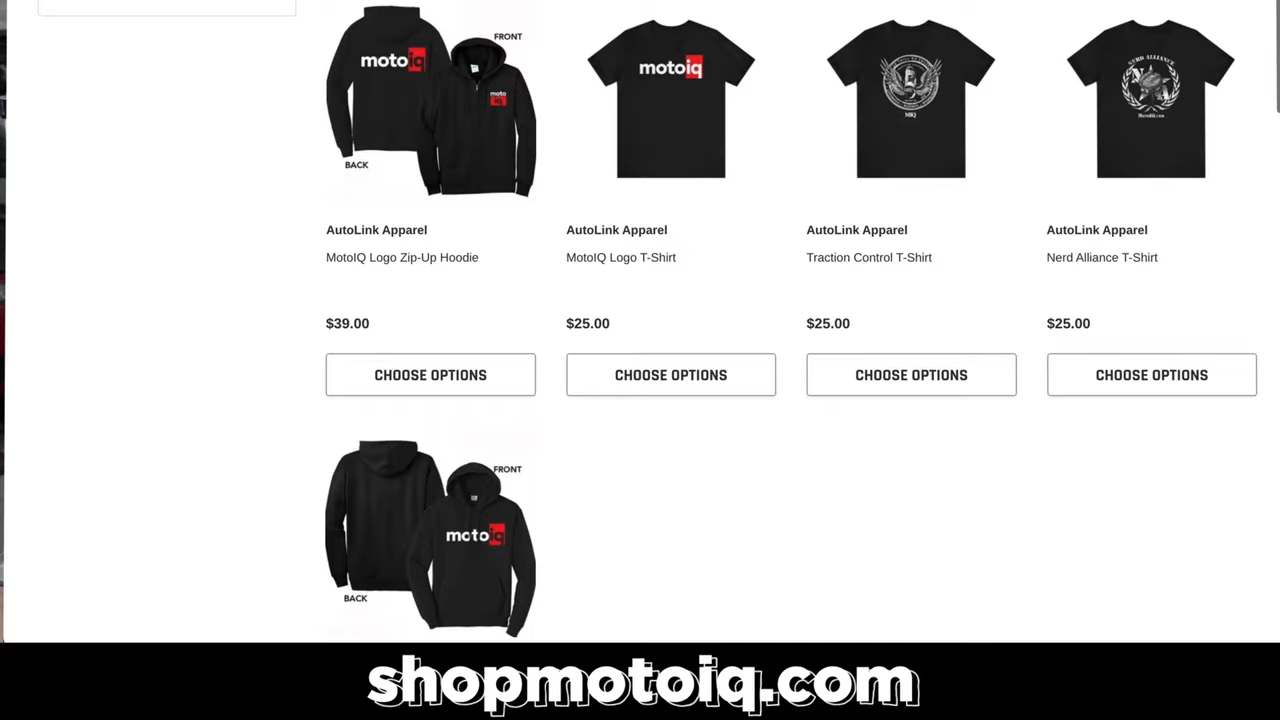 FRONT
motoiq
moto
iq
BACK
motoiq
MIQ
NERD ALLIANCE
AutoLink Apparel
AutoLink Apparel
AutoLink Apparel
AutoLink Apparel
MotoIQ Logo Zip-Up Hoodie
MotoIQ Logo T-Shirt
Traction Control T-Shirt
Nerd Alliance T-Shirt
$39.00
$25.00
$25.00
$25.00
CHOOSE OPTIONS
CHOOSE OPTIONS
CHOOSE OPTIONS
CHOOSE OPTIONS
FRONT
motoiq
BACK
shopmotoiq.com